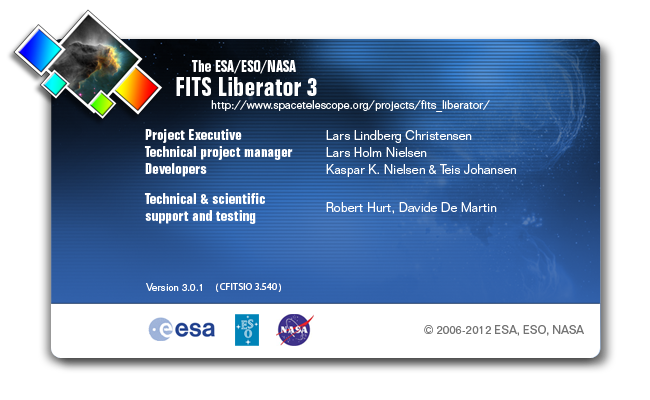 The ESA/ESO/NASA
FITS Liberator 3
http://www.spacetelescope.org/projects/fits_liberator/
Project Executive Lars Lindberg Christensen
Technical project manager Lars Holm Nielsen
Developers Kaspar K. Nielsen & Teis Johansen
Technical & scientific
support and testing Robert Hurt, Davide De Martin
Version 3.0.1 (CFITSIO 3.540)
esa ESO NASA © 2006-2012 ESA, ESO, NASA